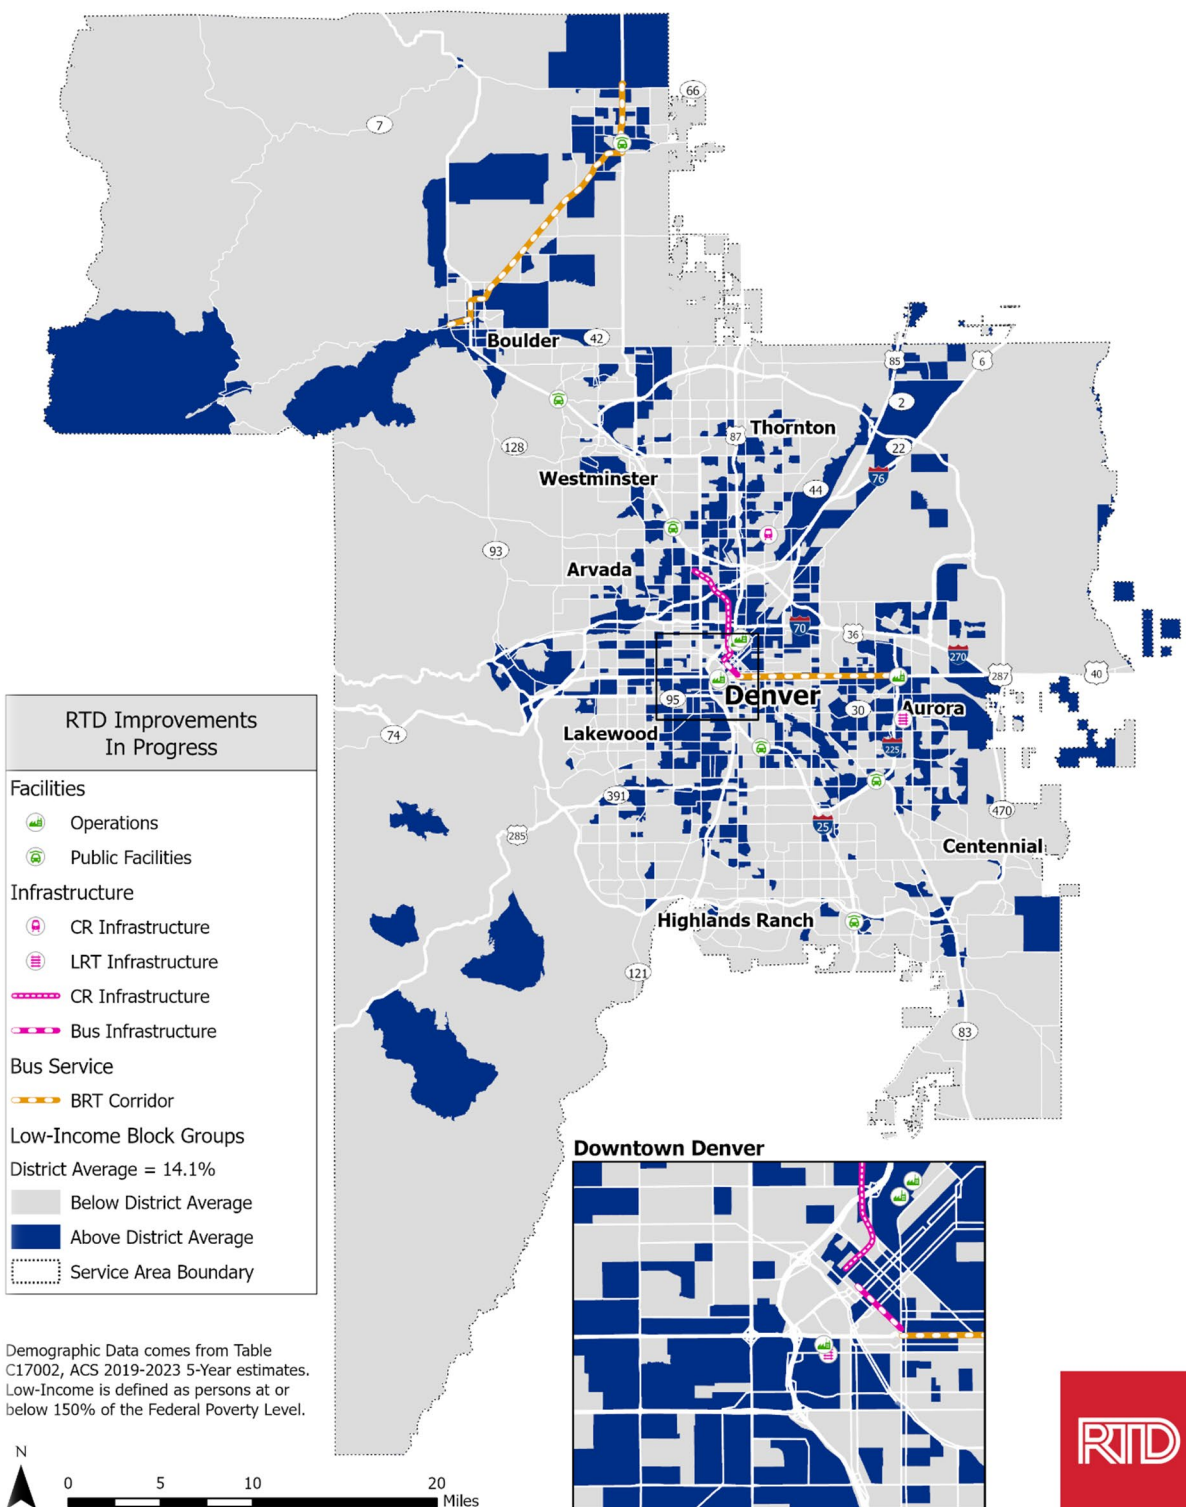 66
7
Boulder
42
85
6
2
87
Thornton
128
22
Westminster
76
44
93
Arvada
70
36
270
287
40
Denver
95
30
Aurora
Lakewood
74
225
391
470
25
285
Centennial
Highlands Ranch
121
83
RTD Improvements
In Progress
Facilities
Operations
Public Facilities
Infrastructure
CR Infrastructure
LRT Infrastructure
CR Infrastructure
Bus Infrastructure
Bus Service
BRT Corridor
Low-Income Block Groups
District Average = 14.1%
Below District Average
Above District Average
Service Area Boundary
Demographic Data comes from Table
C17002, ACS 2019-2023 5-Year estimates.
Low-Income is defined as persons at or
below 150% of the Federal Poverty Level.
N
0 5 10 20
Miles
Downtown Denver
RTD